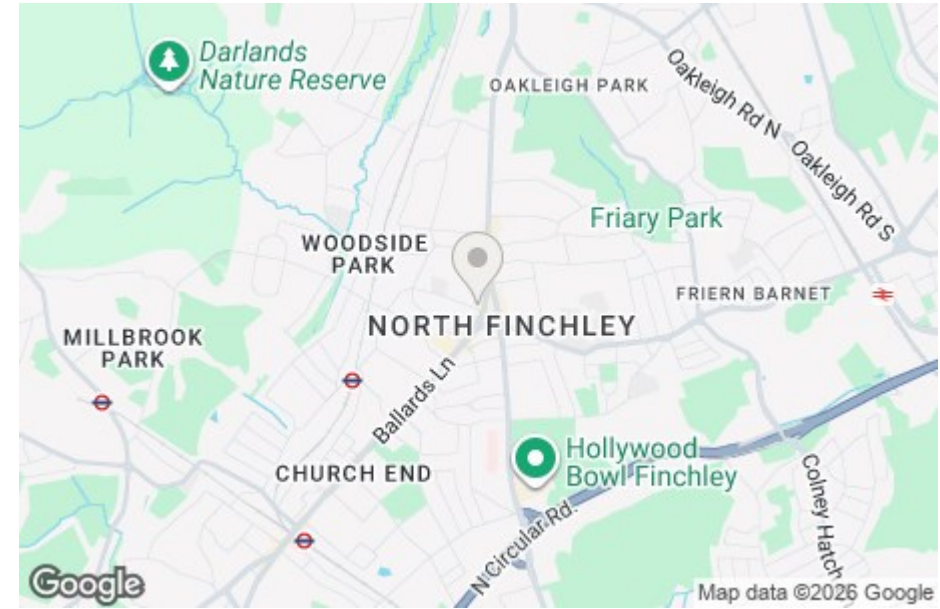 Darlands
Nature Reserve
OAKLEIGH PARK
Oakleigh Rd N
Oakleigh Rd S
Friary Park
WOODSIDE
PARK
FRIERN BARNET
NORTH FINCHLEY
MILLBROOK
PARK
Ballards Ln
CHURCH END
Hollywood
Bowl Finchley
Colney Hatch
N Circular Rd.
Google
Map data ©2026 Google